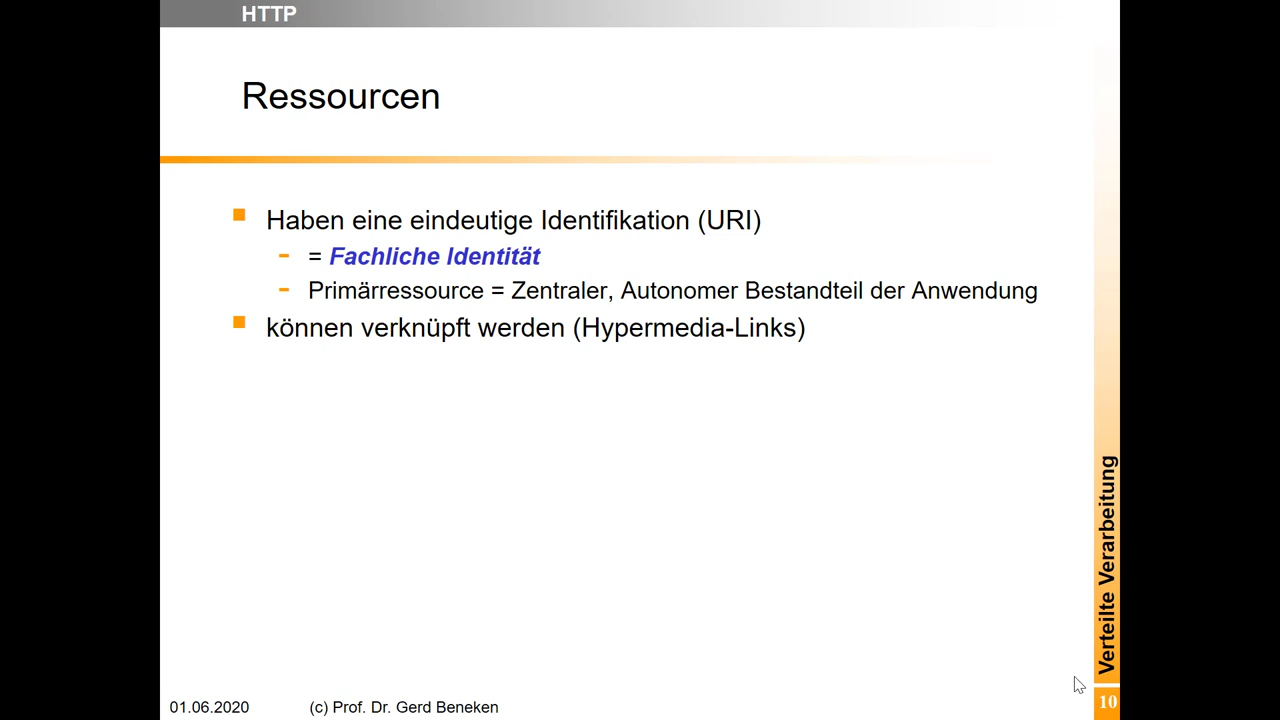 HTTP
Ressourcen
Haben eine eindeutige Identifikation (URI)
= Fachliche Identität
Primärressource = Zentraler, Autonomer Bestandteil der Anwendung
können verknüpft werden (Hypermedia-Links)
Verteilte Verarbeitung
01.06.2020
(c) Prof. Dr. Gerd Beneken
10